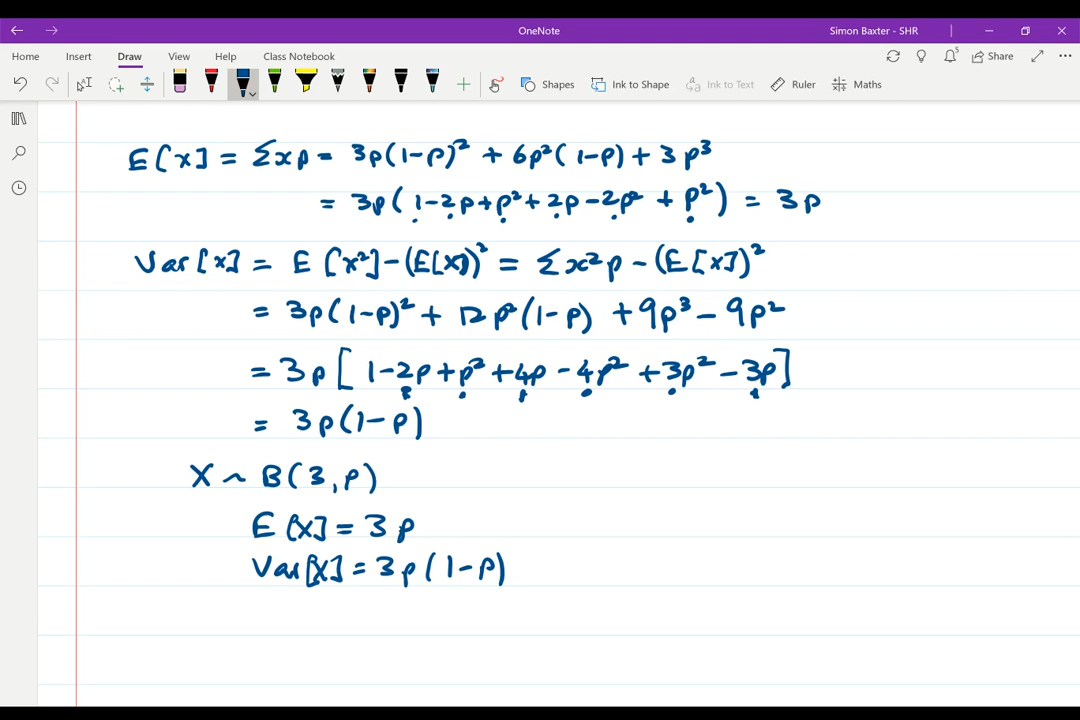 OneNote
Simon Baxter - SHR
Home Insert Draw View Help Class Notebook
5 Share
Shapes Ink to Shape Ink to Text Ruler Maths
E[X] = Σxp = 3p(1-p)² + 6p²(1-p) + 3p³
= 3p(1-2p+p²+2p-2p²+p²) = 3p
Var[X] = E[X²]-(E[X])² = Σx²p-(E[X])²
= 3p(1-p)² + 12p²(1-p) + 9p³ - 9p²
= 3p[1-2p+p²+4p-4p²+3p²-3p]
= 3p(1-p)
X ~ B(3,p)
E[X] = 3p
Var[X] = 3p(1-p)